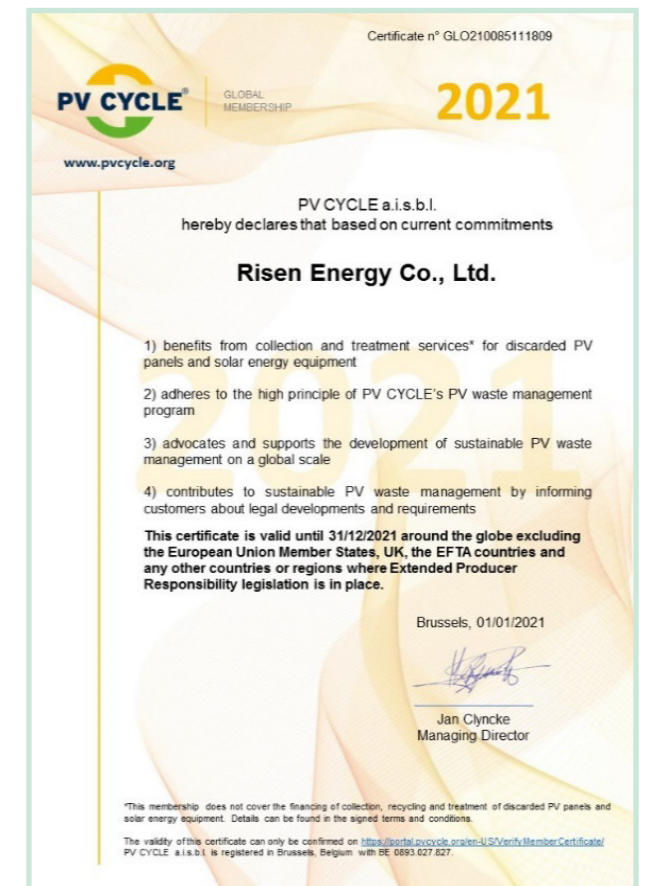 Certificate n° GLO210085111809
PV CYCLE®
GLOBAL
MEMBERSHIP
2021
www.pvcycle.org
PV CYCLE a.i.s.b.l.
hereby declares that based on current commitments
Risen Energy Co., Ltd.
1) benefits from collection and treatment services* for discarded PV
panels and solar energy equipment
2) adheres to the high principle of PV CYCLE's PV waste management
program
3) advocates and supports the development of sustainable PV waste
management on a global scale
4) contributes to sustainable PV waste management by informing
customers about legal developments and requirements
2021
This certificate is valid until 31/12/2021 around the globe excluding
the European Union Member States, UK, the EFTA countries and
any other countries or regions where Extended Producer
Responsibility legislation is in place.
Brussels, 01/01/2021
Jan Clyncke
Managing Director
*This membership does not cover the financing of collection, recycling and treatment of discarded PV panels and
solar energy equipment. Details can be found in the signed terms and conditions.
The validity of this certificate can only be confirmed on https://portal.pvcycle.org/en-US/VerifyMemberCertificate/
PV CYCLE a.i.s.b.l. is registered in Brussels, Belgium with BE 0893.027.827.